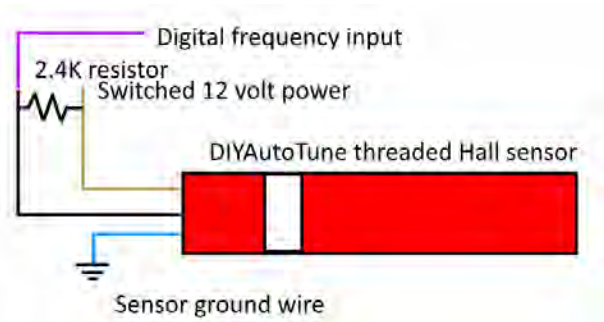 Digital frequency input
2.4K resistor
Switched 12 volt power
DIYAutoTune threaded Hall sensor
Sensor ground wire